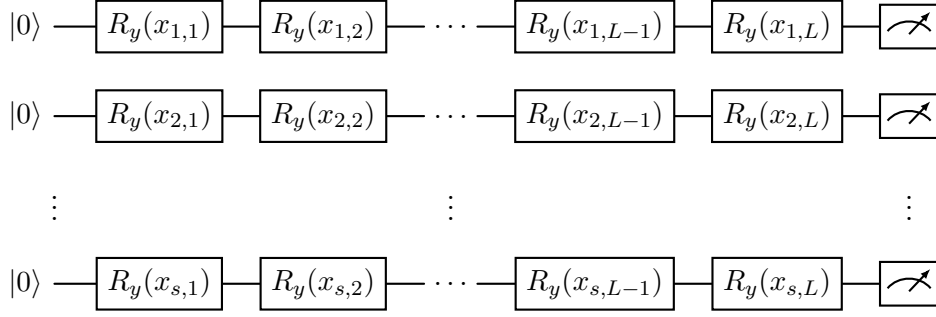 |0⟩ R_y(x_{1,1}) R_y(x_{1,2}) ⋯ R_y(x_{1,L−1}) R_y(x_{1,L})
|0⟩ R_y(x_{2,1}) R_y(x_{2,2}) ⋯ R_y(x_{2,L−1}) R_y(x_{2,L})
⋮ ⋮ ⋮
|0⟩ R_y(x_{s,1}) R_y(x_{s,2}) ⋯ R_y(x_{s,L−1}) R_y(x_{s,L})